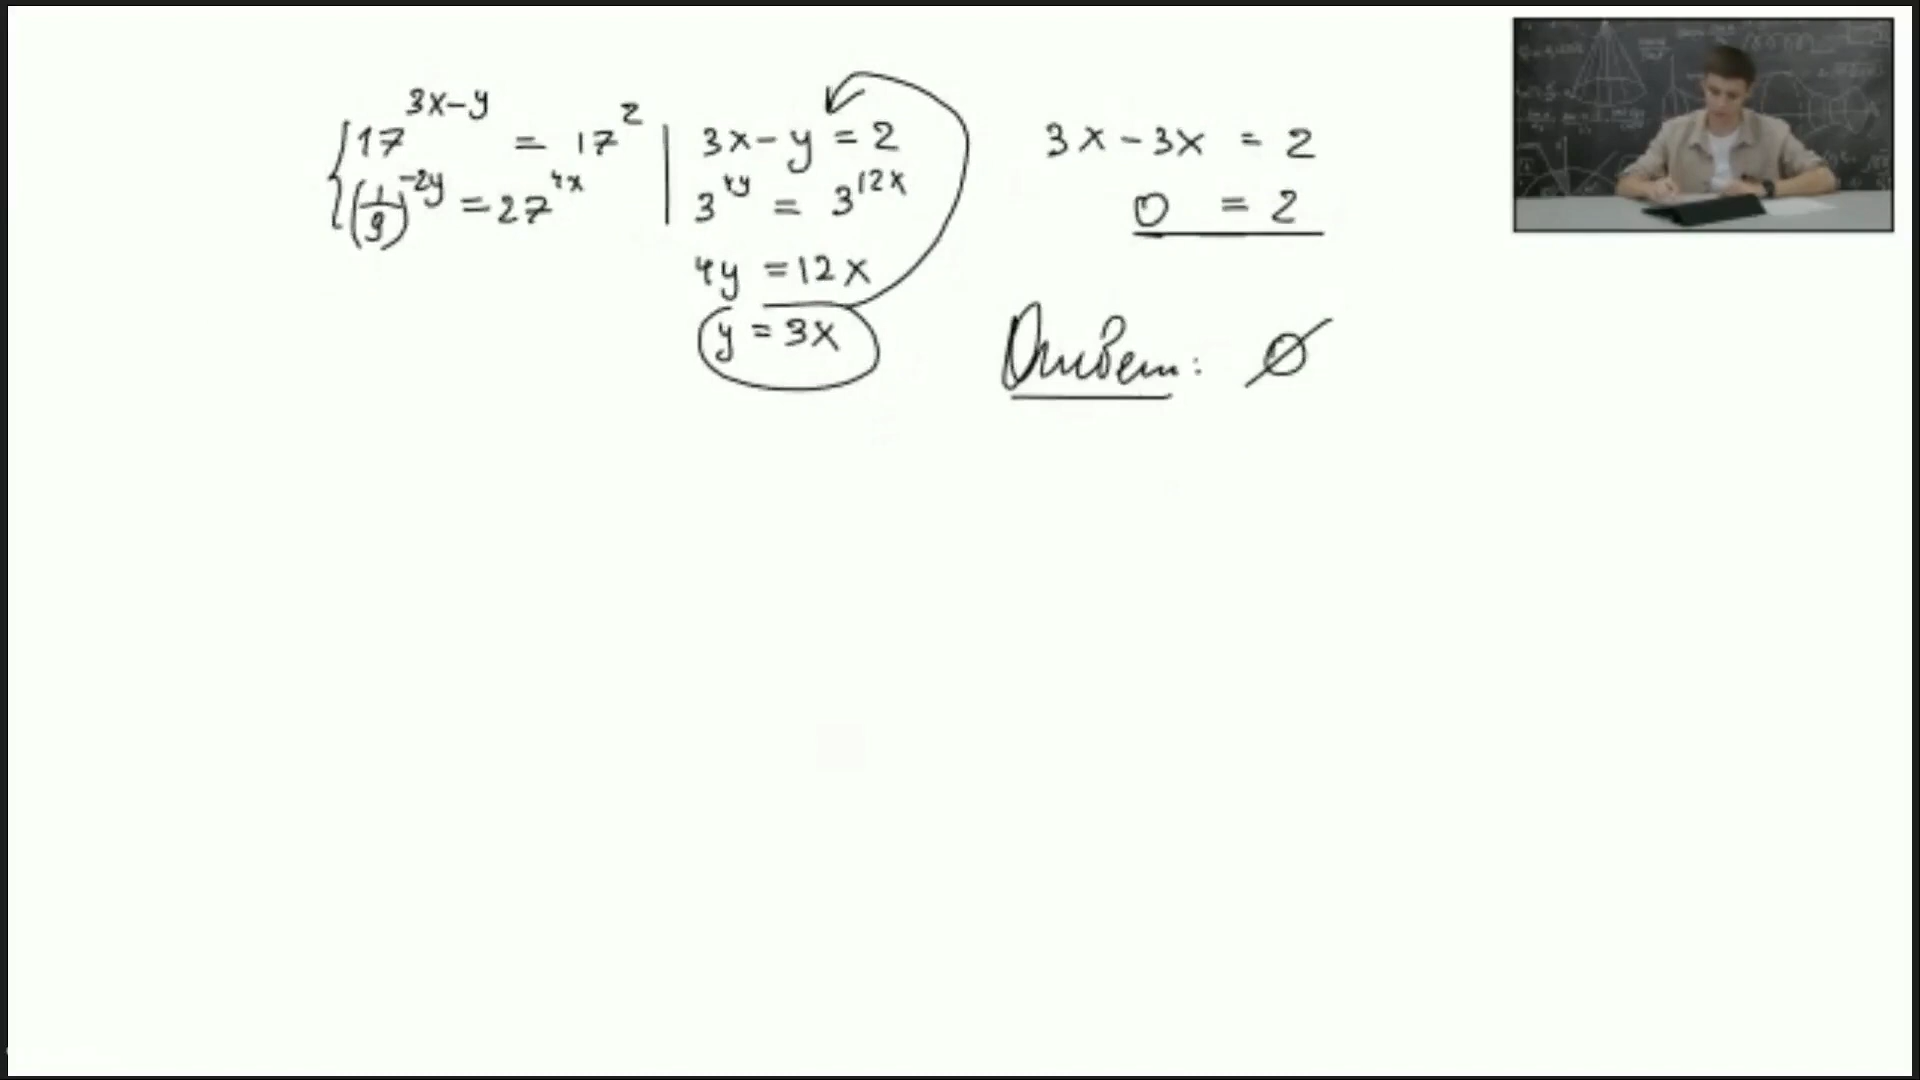 {17^{3x-y} = 17^2
(1/9)^{-2y} = 27^{4x}
3x-y = 2
3^{4y} = 3^{12x}
4y = 12x
y = 3x
3x-3x = 2
0 = 2
Ответ: ∅